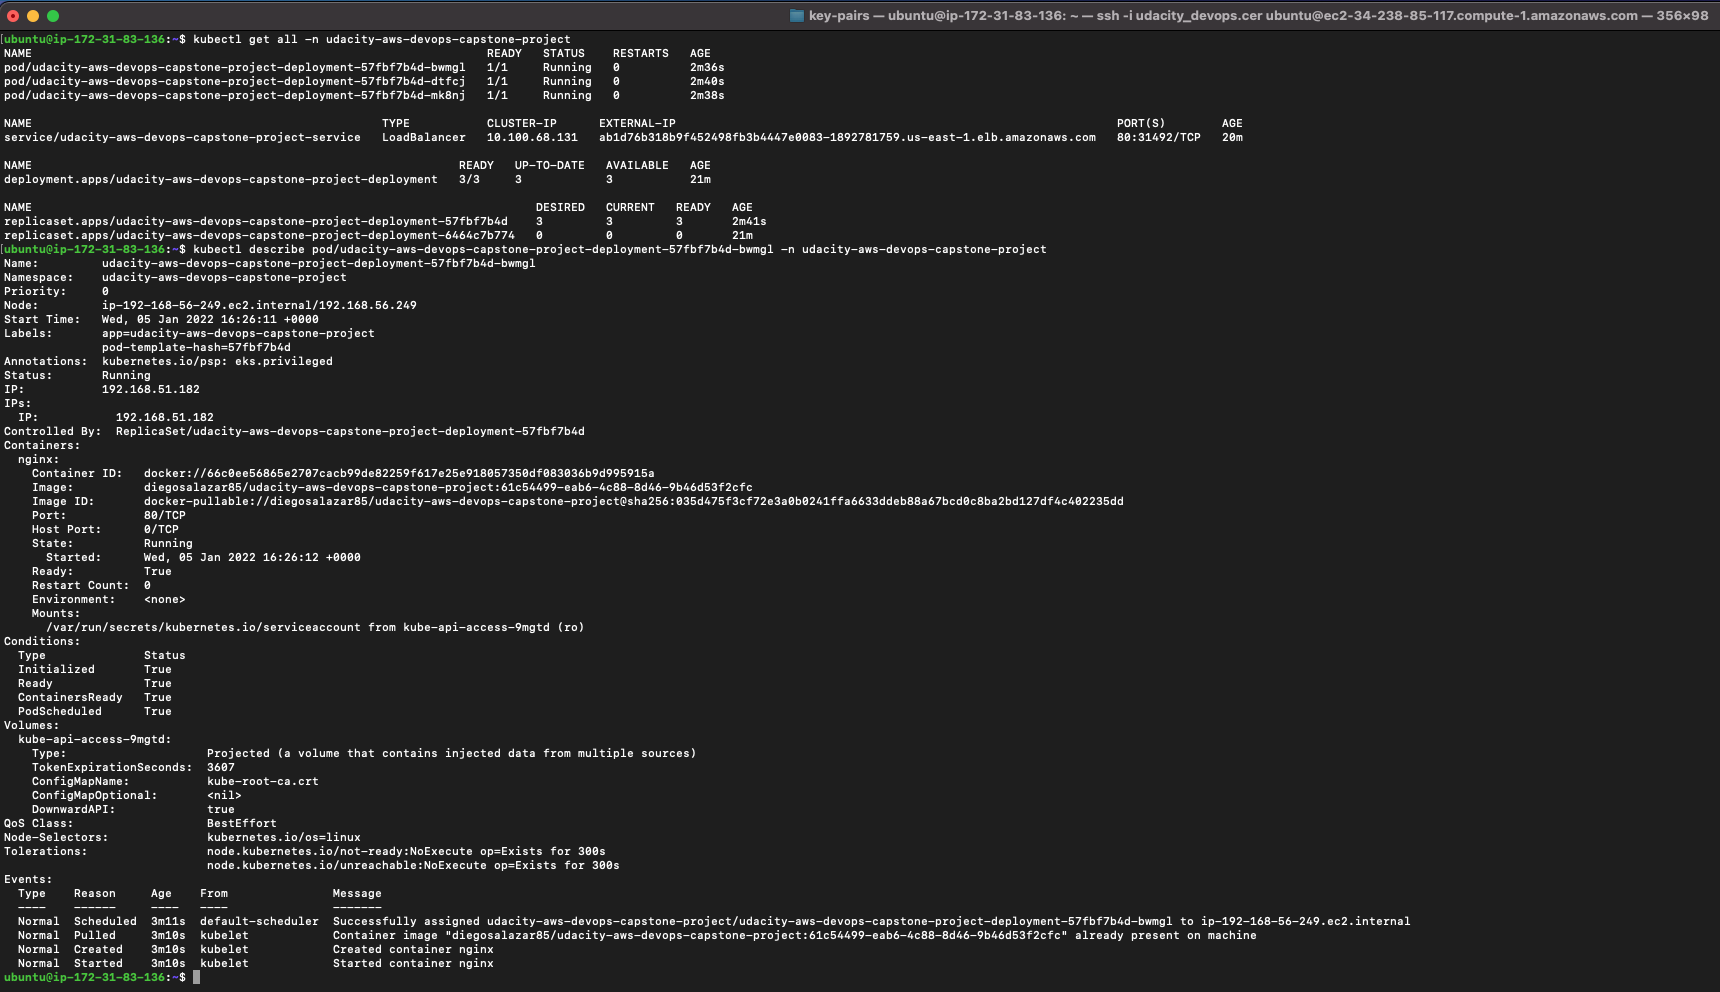 key-pairs — ubuntu@ip-172-31-83-136: ~ — ssh -i udacity_devops.cer ubuntu@ec2-34-238-85-117.compute-1.amazonaws.com — 356×98
[ubuntu@ip-172-31-83-136:~$ kubectl get all -n udacity-aws-devops-capstone-project
NAME READY STATUS RESTARTS AGE
pod/udacity-aws-devops-capstone-project-deployment-57fbf7b4d-bwmgl 1/1 Running 0 2m36s
pod/udacity-aws-devops-capstone-project-deployment-57fbf7b4d-dtfcj 1/1 Running 0 2m40s
pod/udacity-aws-devops-capstone-project-deployment-57fbf7b4d-mk8nj 1/1 Running 0 2m38s
NAME TYPE CLUSTER-IP EXTERNAL-IP PORT(S) AGE
service/udacity-aws-devops-capstone-project-service LoadBalancer 10.100.68.131 ab1d76b318b9f452498fb3b4447e0083-1892781759.us-east-1.elb.amazonaws.com 80:31492/TCP 20m
NAME READY UP-TO-DATE AVAILABLE AGE
deployment.apps/udacity-aws-devops-capstone-project-deployment 3/3 3 3 21m
NAME DESIRED CURRENT READY AGE
replicaset.apps/udacity-aws-devops-capstone-project-deployment-57fbf7b4d 3 3 3 2m41s
replicaset.apps/udacity-aws-devops-capstone-project-deployment-6464c7b774 0 0 0 21m
[ubuntu@ip-172-31-83-136:~$ kubectl describe pod/udacity-aws-devops-capstone-project-deployment-57fbf7b4d-bwmgl -n udacity-aws-devops-capstone-project
Name: udacity-aws-devops-capstone-project-deployment-57fbf7b4d-bwmgl
Namespace: udacity-aws-devops-capstone-project
Priority: 0
Node: ip-192-168-56-249.ec2.internal/192.168.56.249
Start Time: Wed, 05 Jan 2022 16:26:11 +0000
Labels: app=udacity-aws-devops-capstone-project
pod-template-hash=57fbf7b4d
Annotations: kubernetes.io/psp: eks.privileged
Status: Running
IP: 192.168.51.182
IPs:
IP: 192.168.51.182
Controlled By: ReplicaSet/udacity-aws-devops-capstone-project-deployment-57fbf7b4d
Containers:
nginx:
Container ID: docker://66c0ee56865e2707cacb99de82259f617e25e918057350df083036b9d995915a
Image: diegosalazar85/udacity-aws-devops-capstone-project:61c54499-eab6-4c88-8d46-9b46d53f2cfc
Image ID: docker-pullable://diegosalazar85/udacity-aws-devops-capstone-project@sha256:035d475f3cf72e3a0b0241ffa6633ddeb88a67bcd0c8ba2bd127df4c402235dd
Port: 80/TCP
Host Port: 0/TCP
State: Running
Started: Wed, 05 Jan 2022 16:26:12 +0000
Ready: True
Restart Count: 0
Environment: <none>
Mounts:
/var/run/secrets/kubernetes.io/serviceaccount from kube-api-access-9mgtd (ro)
Conditions:
Type Status
Initialized True
Ready True
ContainersReady True
PodScheduled True
Volumes:
kube-api-access-9mgtd:
Type: Projected (a volume that contains injected data from multiple sources)
TokenExpirationSeconds: 3607
ConfigMapName: kube-root-ca.crt
ConfigMapOptional: <nil>
DownwardAPI: true
QoS Class: BestEffort
Node-Selectors: kubernetes.io/os=linux
Tolerations: node.kubernetes.io/not-ready:NoExecute op=Exists for 300s
node.kubernetes.io/unreachable:NoExecute op=Exists for 300s
Events:
Type Reason Age From Message
---- ------ ---- ---- -------
Normal Scheduled 3m11s default-scheduler Successfully assigned udacity-aws-devops-capstone-project/udacity-aws-devops-capstone-project-deployment-57fbf7b4d-bwmgl to ip-192-168-56-249.ec2.internal
Normal Pulled 3m10s kubelet Container image "diegosalazar85/udacity-aws-devops-capstone-project:61c54499-eab6-4c88-8d46-9b46d53f2cfc" already present on machine
Normal Created 3m10s kubelet Created container nginx
Normal Started 3m10s kubelet Started container nginx
ubuntu@ip-172-31-83-136:~$